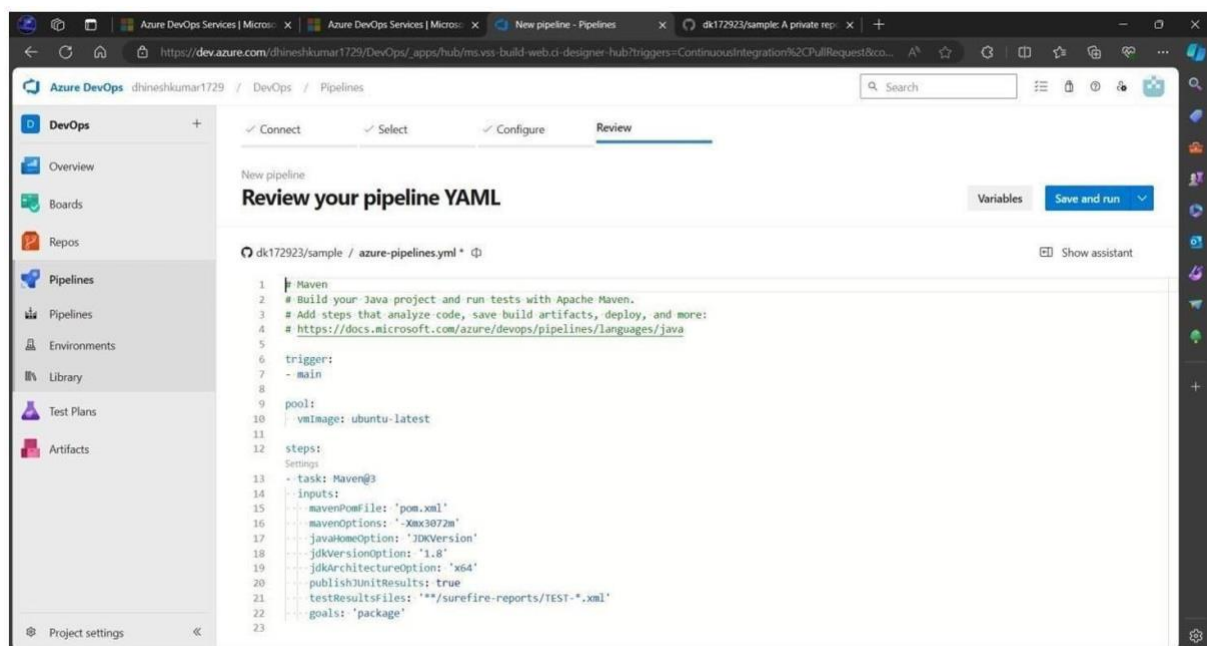 Azure DevOps Services | Microso
Azure DevOps Services | Microso
New pipeline - Pipelines
dk172923/sample: A private repo
https://dev.azure.com/dhineshkumar1729/DevOps/_apps/hub/ms.vss-build-web.ci-designer-hub?triggers=ContinuousIntegration%2CPullRequest&co...
Azure DevOps dhineshkumar1729 / DevOps / Pipelines
Search
D DevOps +
Overview
Boards
Repos
Pipelines
Pipelines
Environments
Library
Test Plans
Artifacts
Project settings
Connect
Select
Configure
Review
New pipeline
Review your pipeline YAML
Variables
Save and run
dk172923/sample / azure-pipelines.yml *
Show assistant
1 # Maven
2 # Build your Java project and run tests with Apache Maven.
3 # Add steps that analyze code, save build artifacts, deploy, and more:
4 # https://docs.microsoft.com/azure/devops/pipelines/languages/java
5
6 trigger:
7 - main
8
9 pool:
10   vmImage: ubuntu-latest
11
12 steps:
Settings
13 - task: Maven@3
14   inputs:
15     mavenPomFile: 'pom.xml'
16     mavenOptions: '-Xmx3072m'
17     javaHomeOption: 'JDKVersion'
18     jdkVersionOption: '1.8'
19     jdkArchitectureOption: 'x64'
20     publishJUnitResults: true
21     testResultsFiles: '**/surefire-reports/TEST-*.xml'
22     goals: 'package'
23